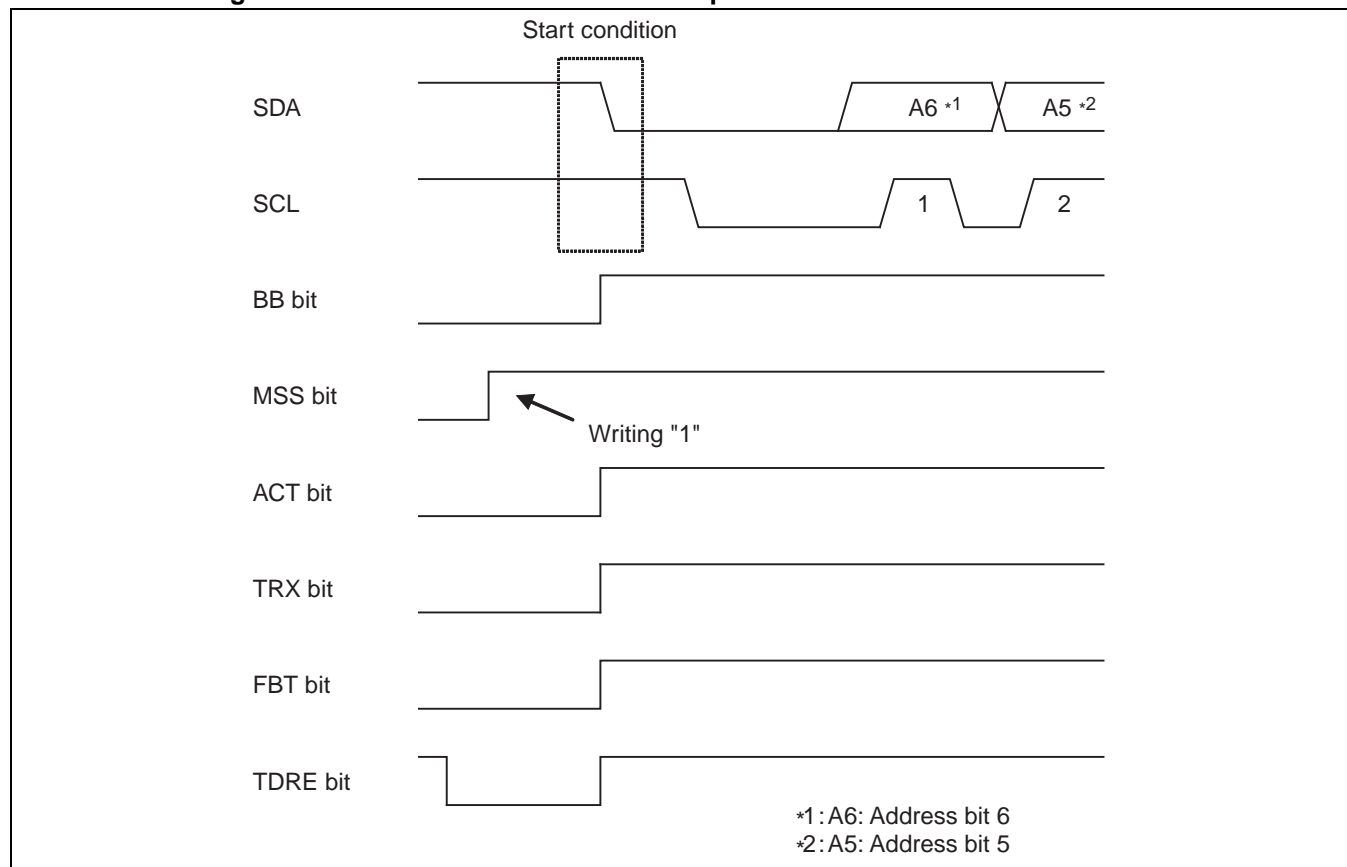 Start condition
SDA
A6 *1
A5 *2
SCL
1
2
BB bit
MSS bit
Writing "1"
ACT bit
TRX bit
FBT bit
TDRE bit
*1: A6: Address bit 6
*2: A5: Address bit 5